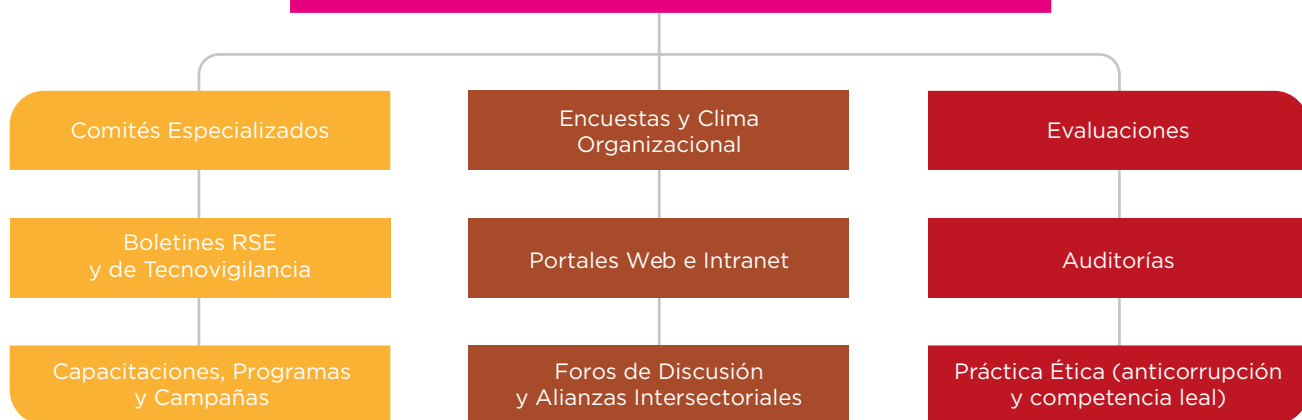 Comités Especializados
Boletines RSE
y de Tecnovigilancia
Capacitaciones, Programas
y Campañas
Encuestas y Clima
Organizacional
Portales Web e Intranet
Foros de Discusión
y Alianzas Intersectoriales
Evaluaciones
Auditorías
Práctica Ética (anticorrupción
y competencia leal)